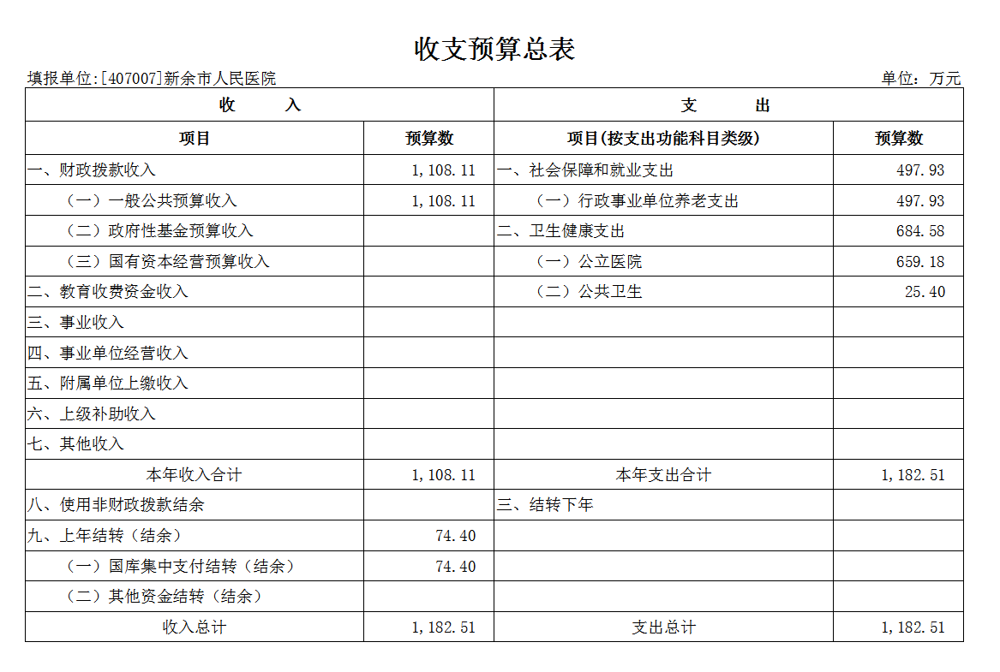 收支预算总表
填报单位:[407007]新余市人民医院 单位：万元
收 入 支 出
项目 预算数 项目(按支出功能科目类级) 预算数
一、财政拨款收入 1,108.11 一、社会保障和就业支出 497.93
（一）一般公共预算收入 1,108.11 （一）行政事业单位养老支出 497.93
（二）政府性基金预算收入 二、卫生健康支出 684.58
（三）国有资本经营预算收入 （一）公立医院 659.18
二、教育收费资金收入 （二）公共卫生 25.40
三、事业收入
四、事业单位经营收入
五、附属单位上缴收入
六、上级补助收入
七、其他收入
本年收入合计 1,108.11 本年支出合计 1,182.51
八、使用非财政拨款结余 三、结转下年
九、上年结转（结余） 74.40
（一）国库集中支付结转（结余） 74.40
（二）其他资金结转（结余）
收入总计 1,182.51 支出总计 1,182.51